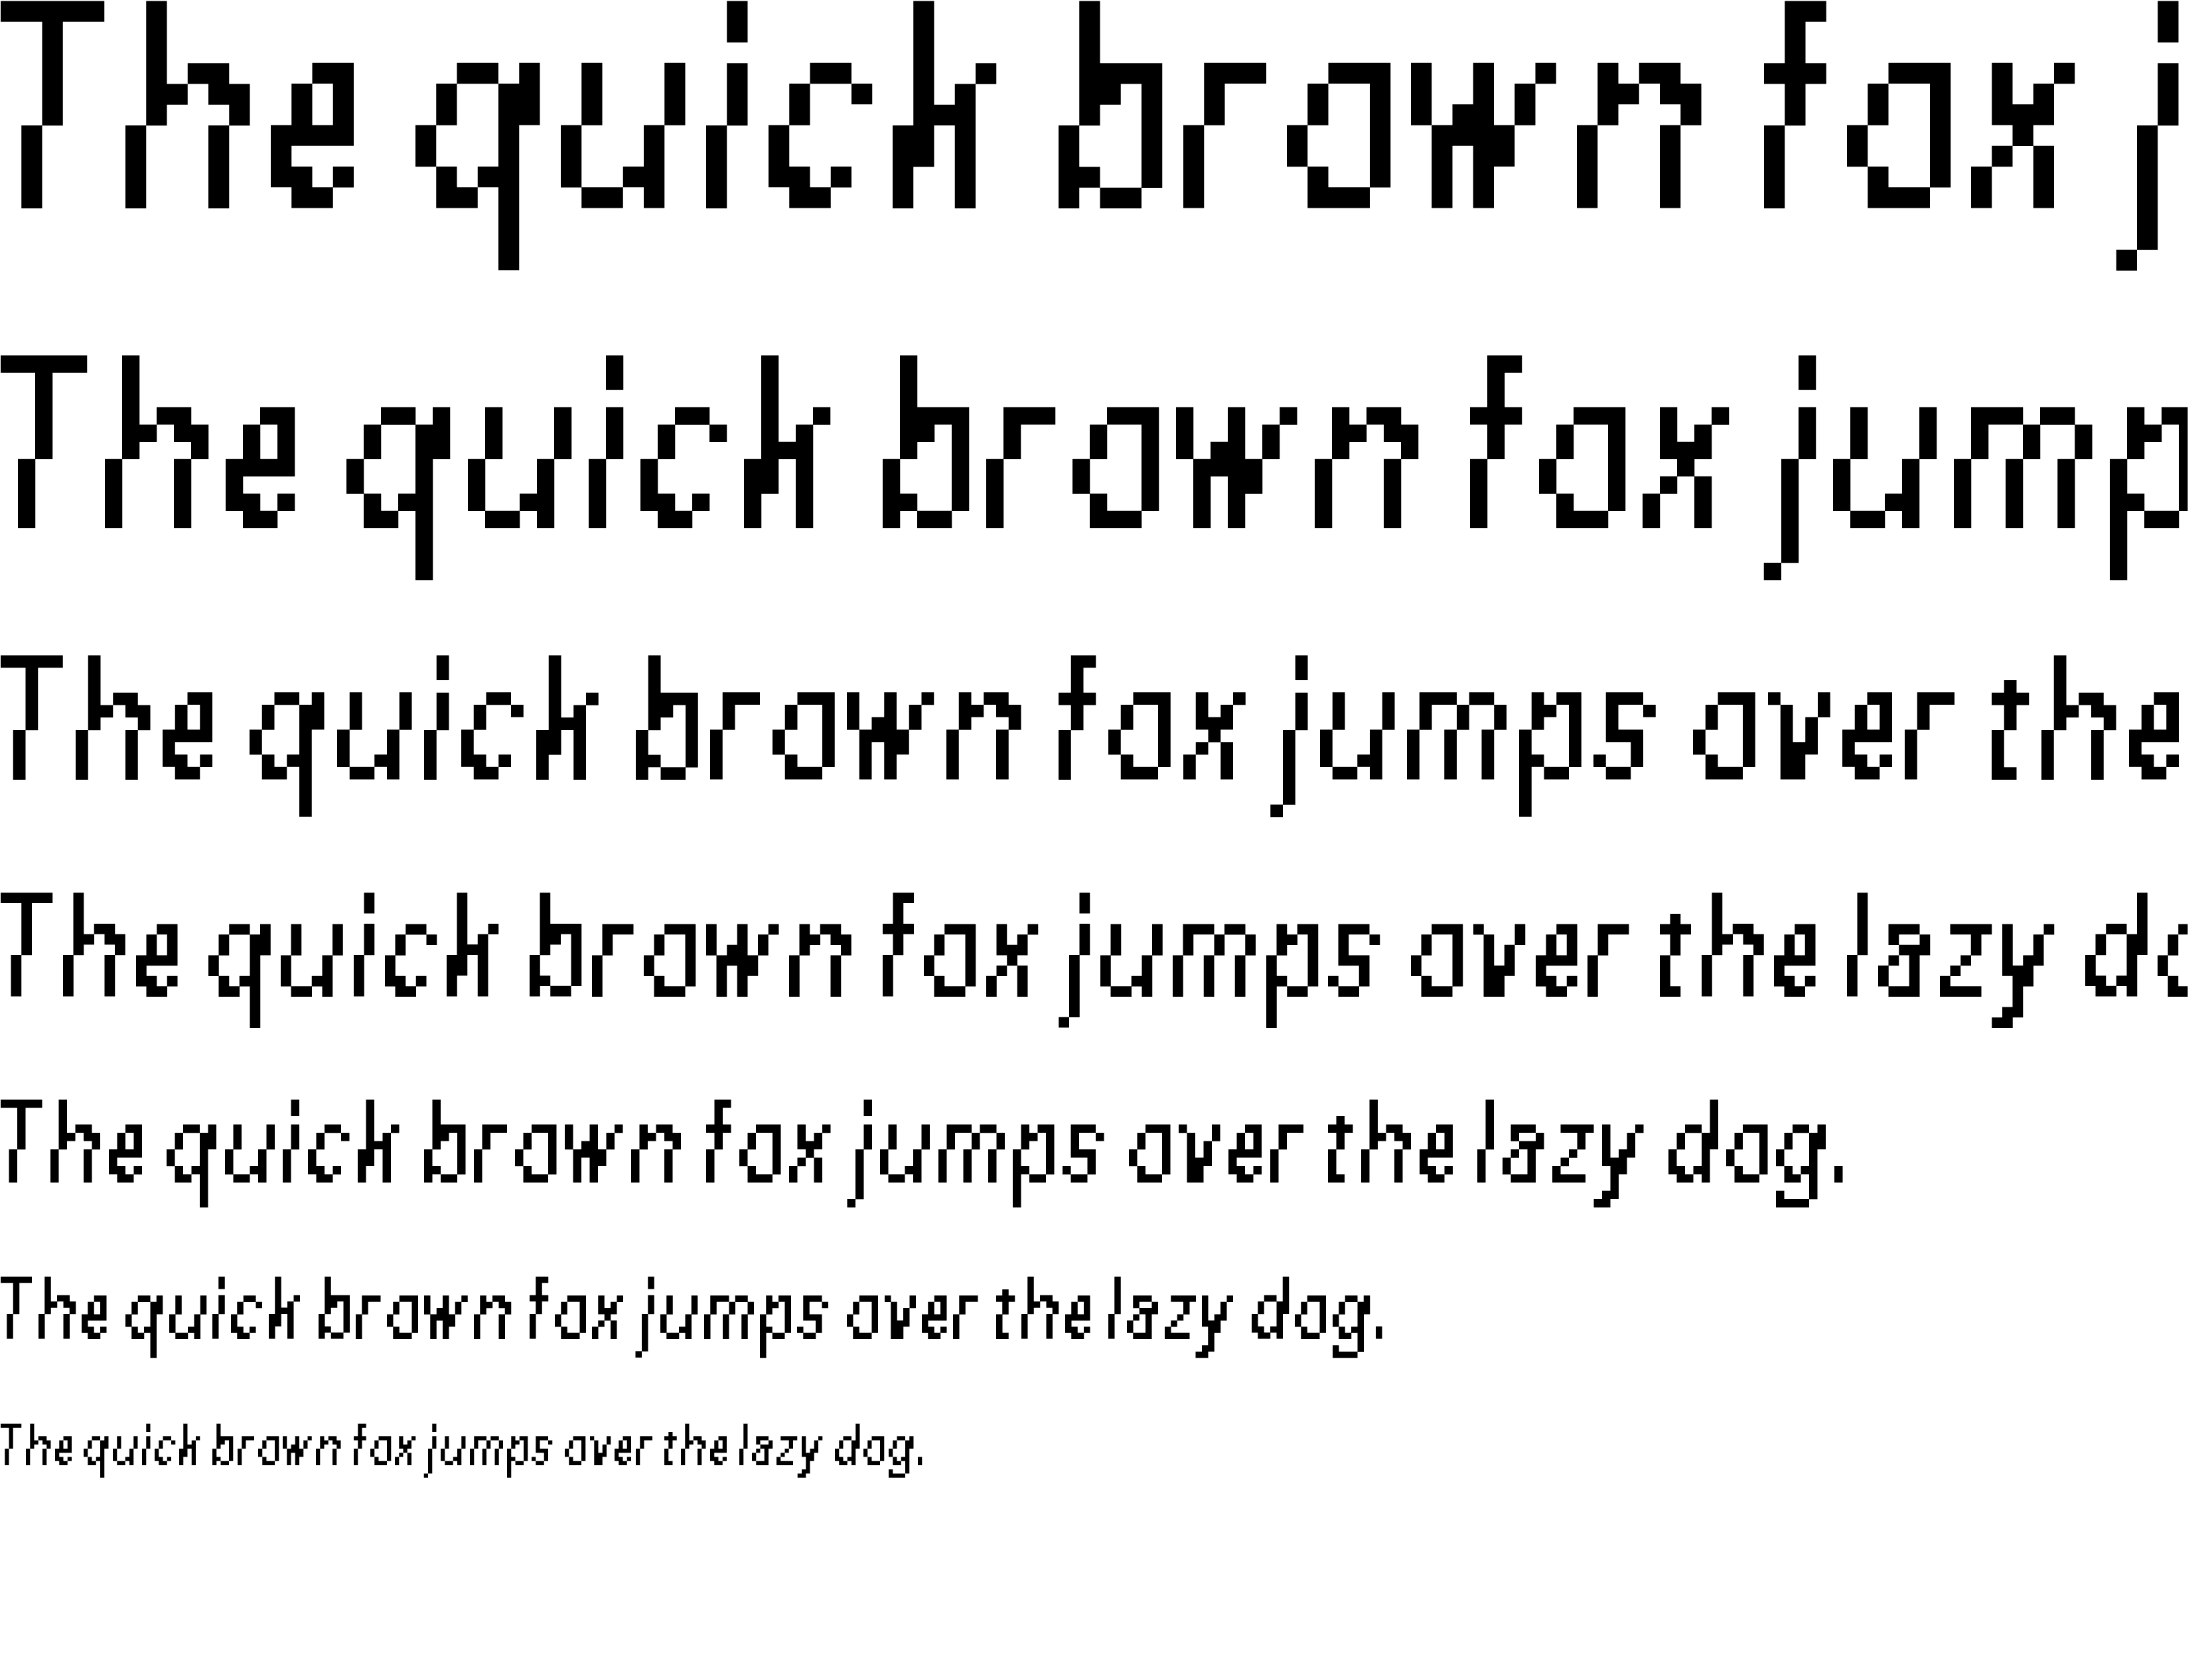 The quick brown fox j
The quick brown fox jump
The quick brown fox jumps over the
The quick brown fox jumps over the lazy do
The quick brown fox jumps over the lazy dog.
The quick brown fox jumps over the lazy dog.
The quick brown fox jumps over the lazy dog.